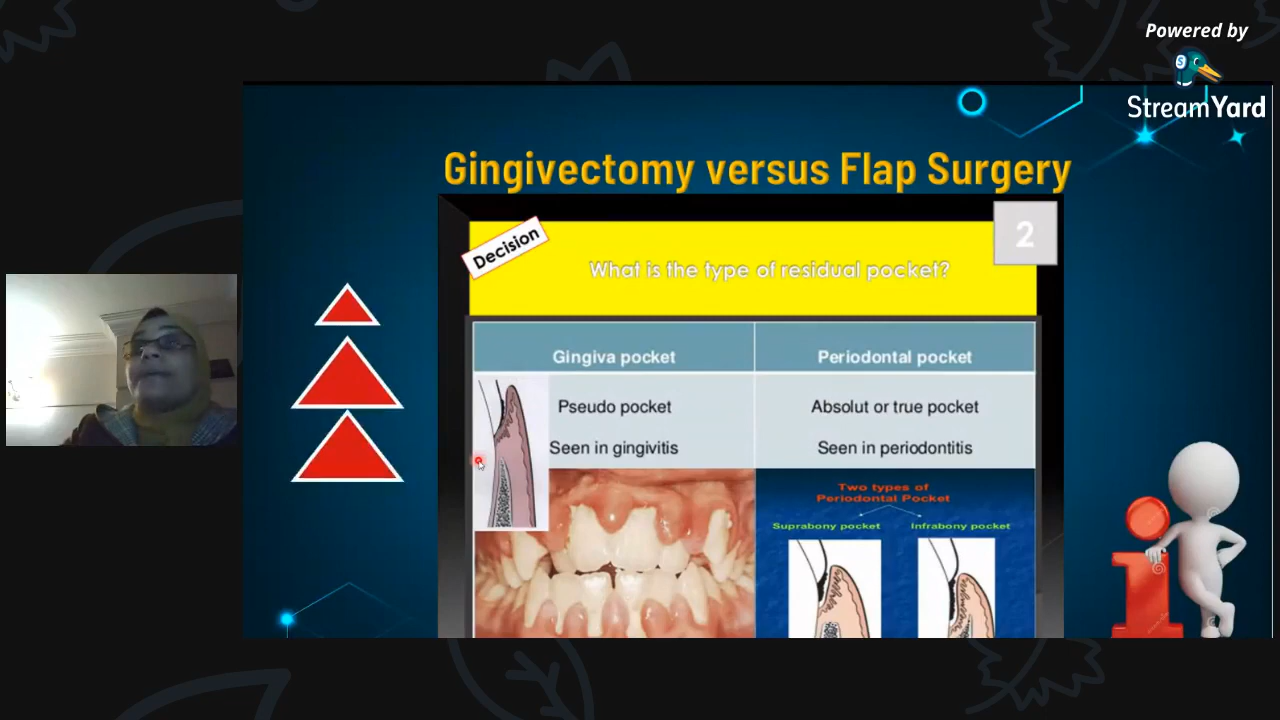 Powered by
StreamYard
Gingivectomy versus Flap Surgery
Decision
2
What is the type of residual pocket?
Gingiva pocket
Periodontal pocket
Pseudo pocket
Absolut or true pocket
Seen in gingivitis
Seen in periodontitis
Two types of
Periodontal Pocket
Suprabony pocket
Infrabony pocket